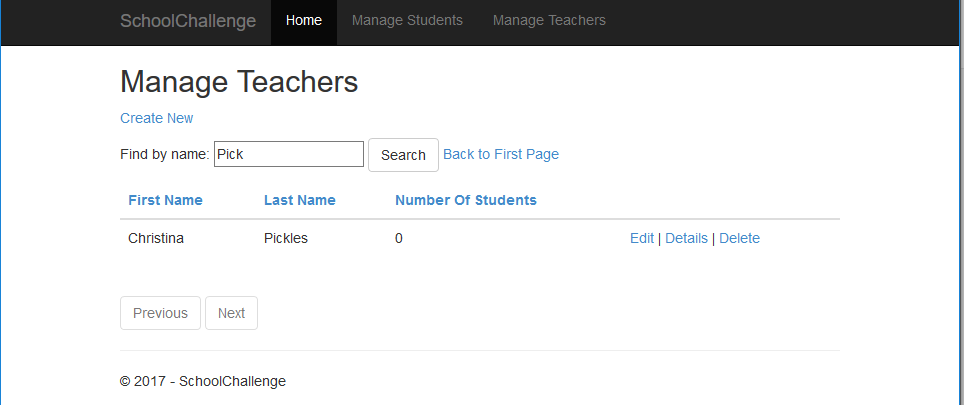 SchoolChallenge Home Manage Students Manage Teachers
Manage Teachers
Create New
Find by name: Pick Search Back to First Page
First Name Last Name Number Of Students
Christina Pickles 0 Edit | Details | Delete
Previous Next
© 2017 - SchoolChallenge